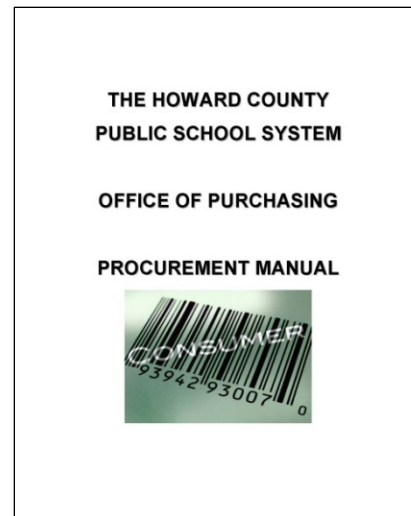 THE HOWARD COUNTY
PUBLIC SCHOOL SYSTEM
OFFICE OF PURCHASING
PROCUREMENT MANUAL
CONSUMER
93942 93007 0